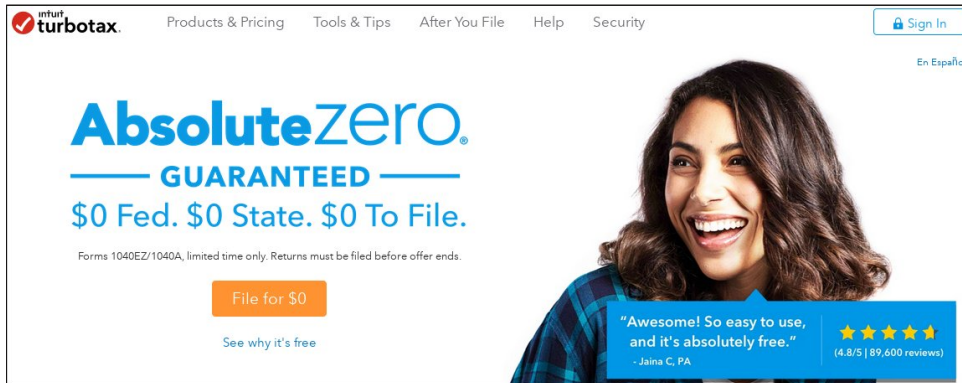 intuit
turbotax.
Products & Pricing Tools & Tips After You File Help Security
Sign In
En Españo
Absolutezero®
GUARANTEED
$0 Fed. $0 State. $0 To File.
Forms 1040EZ/1040A, limited time only. Returns must be filed before offer ends.
File for $0
See why it's free
“Awesome! So easy to use,
and it's absolutely free.”
- Jaina C, PA
(4.8/5 | 89,600 reviews)